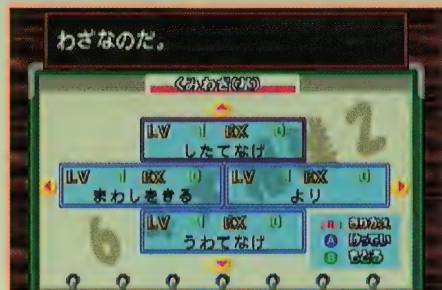 わざなのだ。
くみわざ(よつ)
LV 1 EX 0
したてなげ
LV 1 EX 0 LV 1 EX 0
まわしをきる より
LV 1 EX 0
うわてなげ
R
A けってい
B もどる